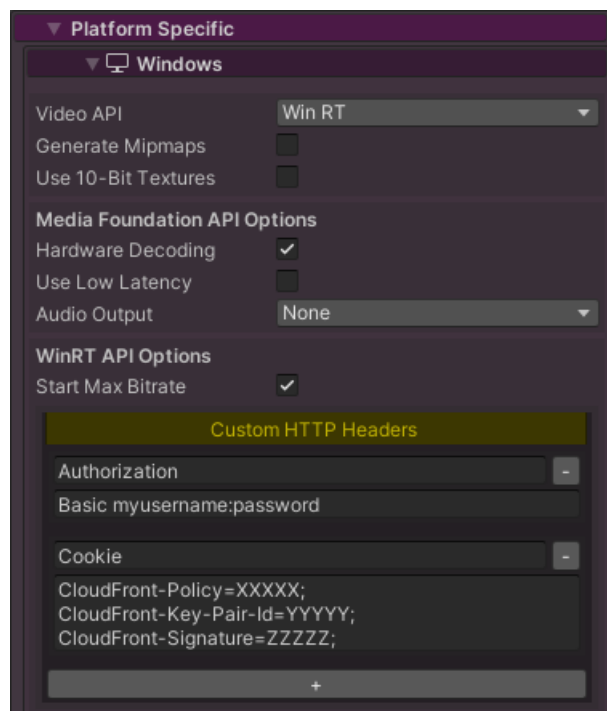 Platform Specific
Windows
Video API Win RT
Generate Mipmaps
Use 10-Bit Textures
Media Foundation API Options
Hardware Decoding
Use Low Latency
Audio Output None
WinRT API Options
Start Max Bitrate
Custom HTTP Headers
Authorization -
Basic myusername:password
Cookie -
CloudFront-Policy=XXXXX;
CloudFront-Key-Pair-Id=YYYYY;
CloudFront-Signature=ZZZZZ;
+